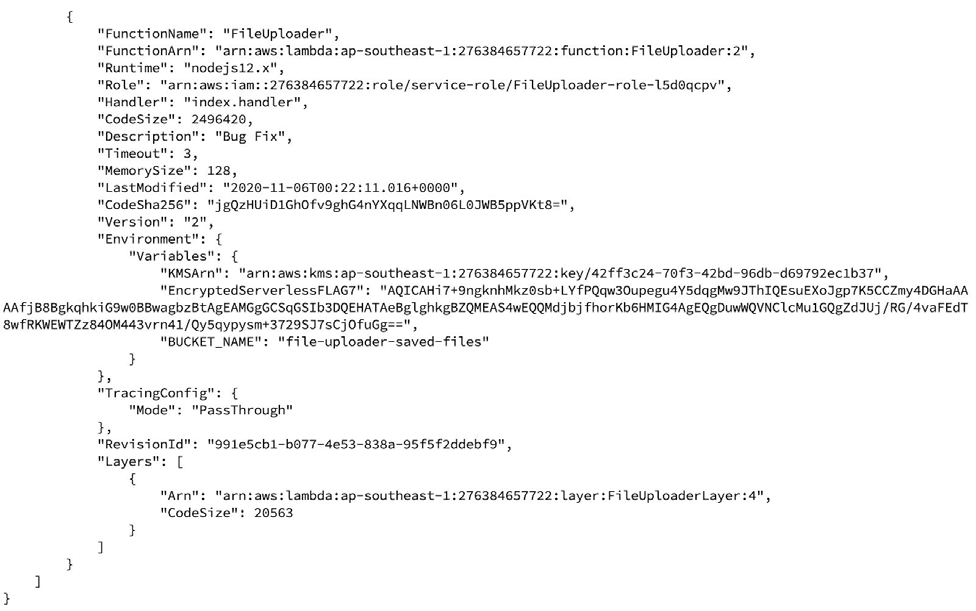 {
"FunctionName": "FileUploader",
"FunctionArn": "arn:aws:lambda:ap-southeast-1:276384657722:function:FileUploader:2",
"Runtime": "nodejs12.x",
"Role": "arn:aws:iam::276384657722:role/service-role/FileUploader-role-l5d0qcpv",
"Handler": "index.handler",
"CodeSize": 2496420,
"Description": "Bug Fix",
"Timeout": 3,
"MemorySize": 128,
"LastModified": "2020-11-06T00:22:11.016+0000",
"CodeSha256": "jgQzHUiD1GhOfv9ghG4nYXqqLNWBn06L0JWB5ppVKt8=",
"Version": "2",
"Environment": {
"Variables": {
"KMSArn": "arn:aws:kms:ap-southeast-1:276384657722:key/42ff3c24-70f3-42bd-96db-d69792ec1b37",
"EncryptedServerlessFLAG7": "AQICAHi7+9ngknhMkz0sb+LYfPQqw3Oupegu4Y5dqgMw9JThIQEsuEXoJgp7K5CCZmy4DGHaAA
AAfjB8BgkqhkiG9w0BBwagbzBtAgEAMGgGCSqGSIb3DQEHATAeBglghkgBZQMEAS4wEQQMdjbjfhorKb6HMIG4AgEQgDuwWQVNClcMu1GQgZdJUj/RG/4vaFEdT
8wfRKWEWTZz84OM443vrn41/Qy5qypysm+3729SJ7sCjOfuGg==",
"BUCKET_NAME": "file-uploader-saved-files"
}
},
"TracingConfig": {
"Mode": "PassThrough"
},
"RevisionId": "991e5cb1-b077-4e53-838a-95f5f2ddebf9",
"Layers": [
{
"Arn": "arn:aws:lambda:ap-southeast-1:276384657722:layer:FileUploaderLayer:4",
"CodeSize": 20563
}
]
}
]
}